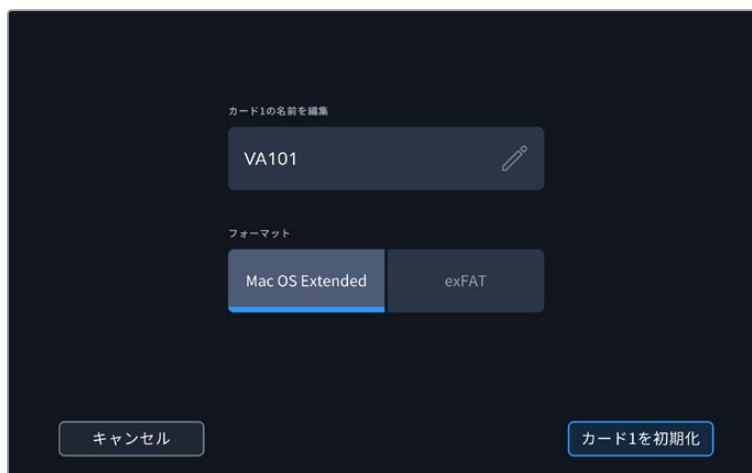 カード1の名前を編集
VA101
フォーマット
Mac OS Extended
exFAT
キャンセル
カード1を初期化